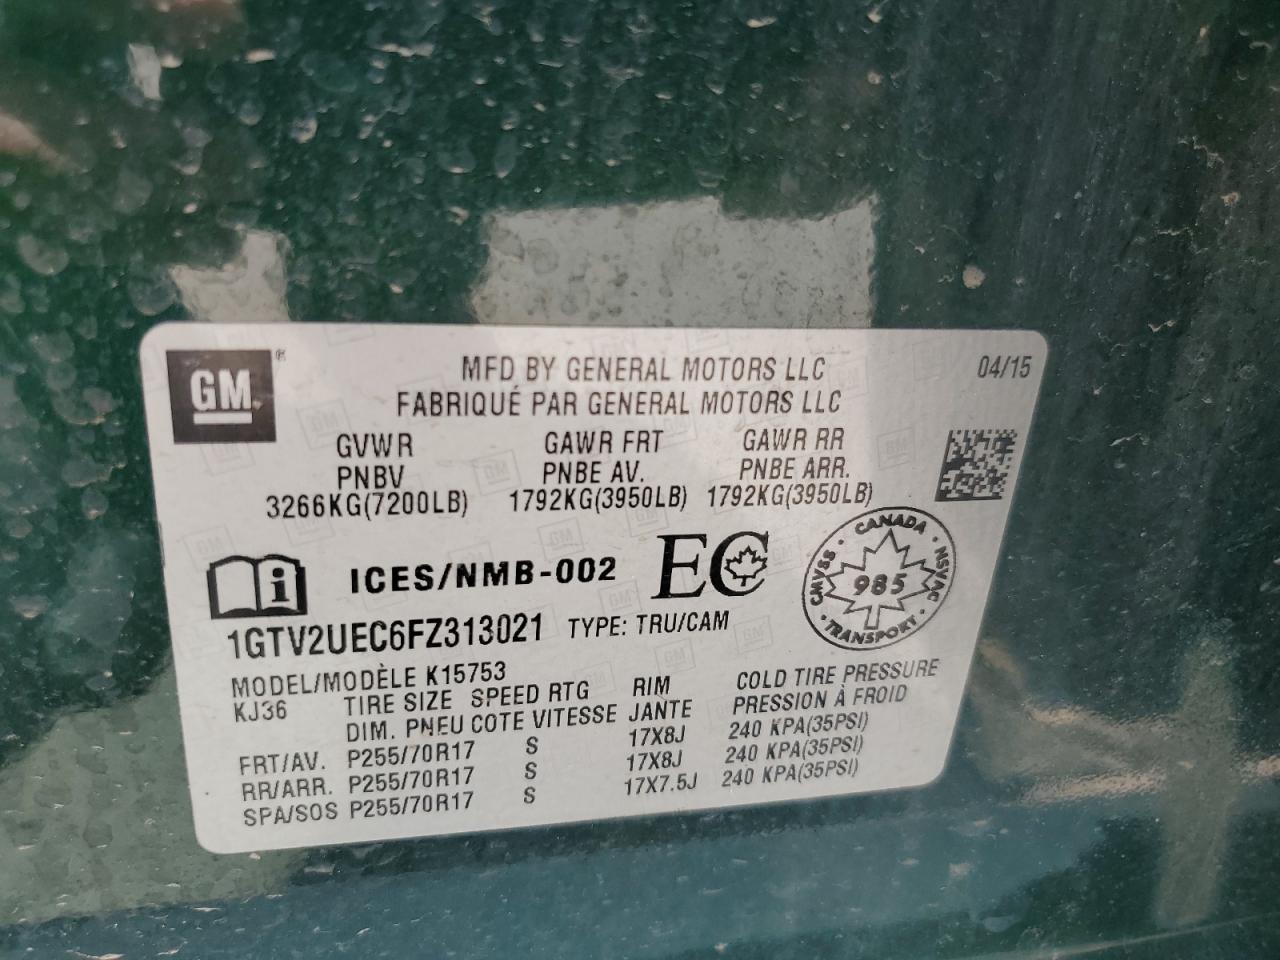 GM ®
MFD BY GENERAL MOTORS LLC 04/15
FABRIQUÉ PAR GENERAL MOTORS LLC
GVWR GAWR FRT GAWR RR
PNBV PNBE AV. PNBE ARR.
3266KG(7200LB) 1792KG(3950LB) 1792KG(3950LB)
i ICES/NMB-002 EC
CANADA
CMVSS · 985 · NSVAC
TRANSPORT
1GTV2UEC6FZ313021 TYPE: TRU/CAM
MODEL/MODÈLE K15753
KJ36 TIRE SIZE SPEED RTG RIM COLD TIRE PRESSURE
DIM. PNEU COTE VITESSE JANTE PRESSION À FROID
FRT/AV. P255/70R17 S 17X8J 240 KPA(35PSI)
RR/ARR. P255/70R17 S 17X8J 240 KPA(35PSI)
SPA/SOS P255/70R17 S 17X7.5J 240 KPA(35PSI)